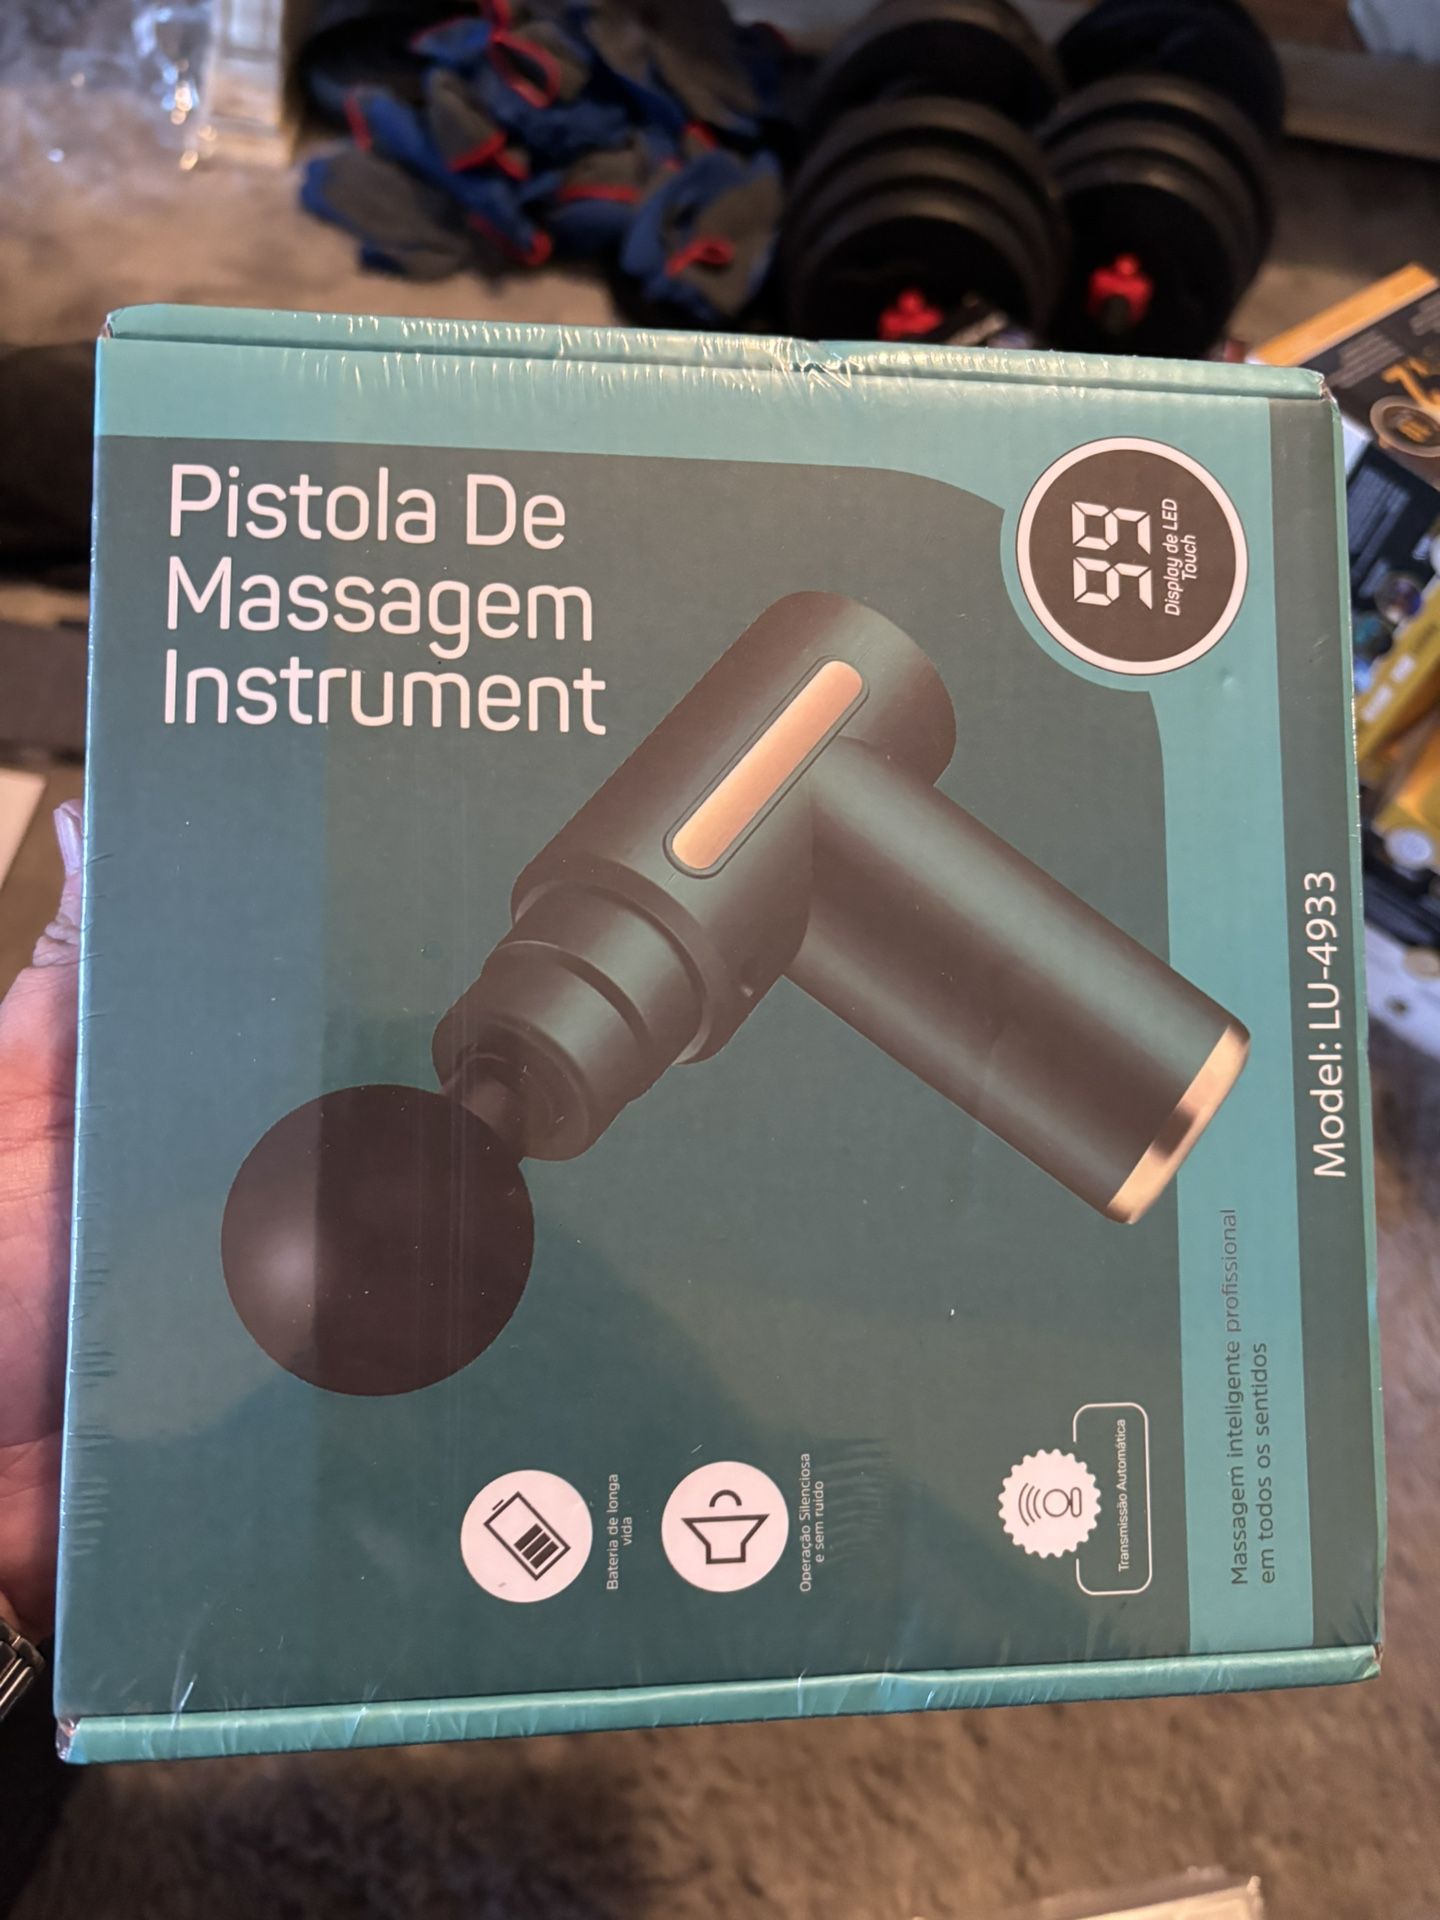 Pistola De
Massagem
Instrument
99
Display de LED
Touch
Model: LU-4933
Bateria de longa
vida
Operação Silenciosa
e sem ruído
Transmissão Automática
Massagem inteligente profissional
em todos os sentidos